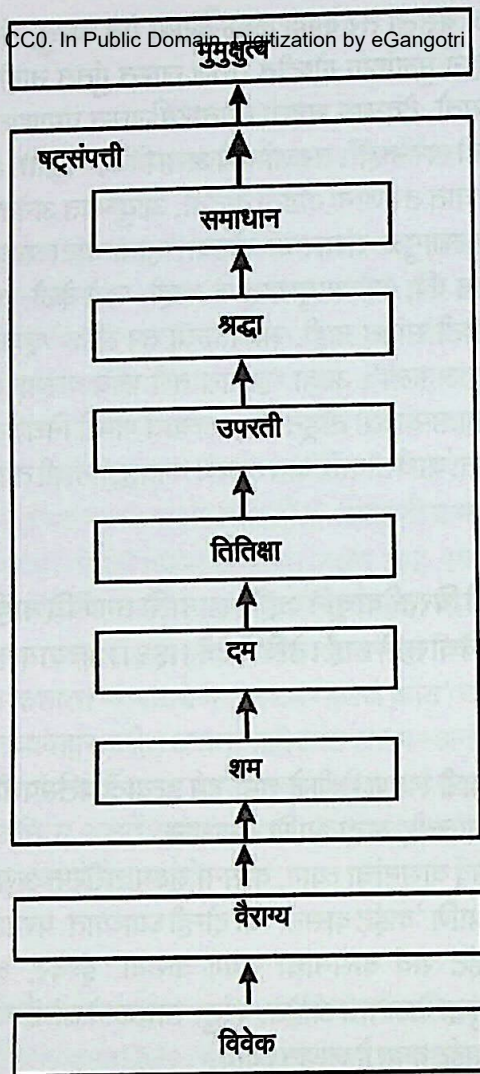 CC0. In Public Domain. Digitization by eGangotri
मुमुक्षुत्व
षट्संपत्ती
समाधान
श्रद्धा
उपरती
तितिक्षा
दम
शम
वैराग्य
विवेक